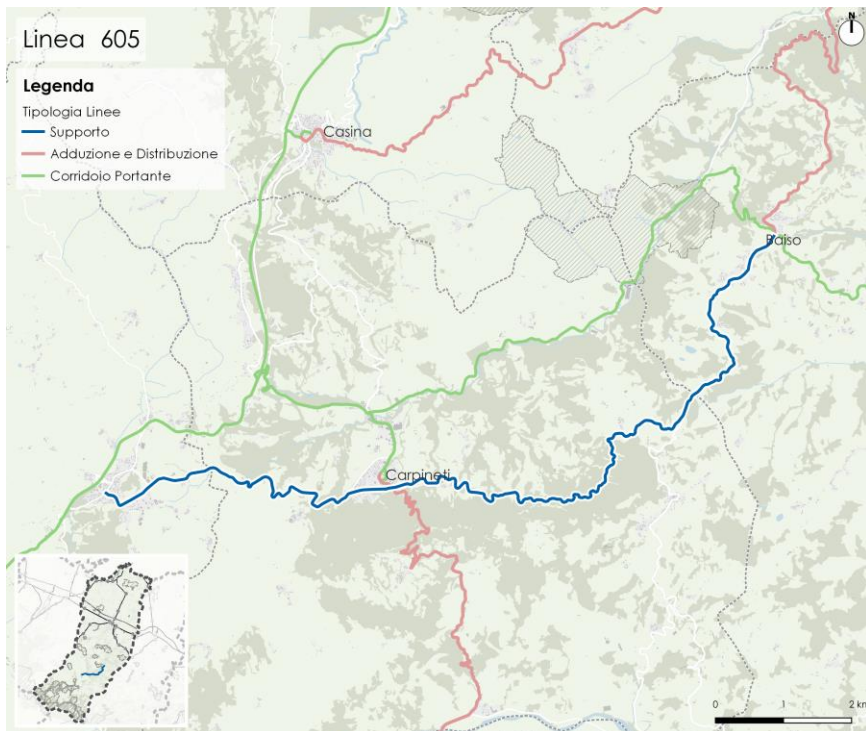 Linea 605
N
Legenda
Tipologia Linee
Supporto
Adduzione e Distribuzione
Corridoio Portante
Casina
Baiso
Carpineti
0 1 2 km